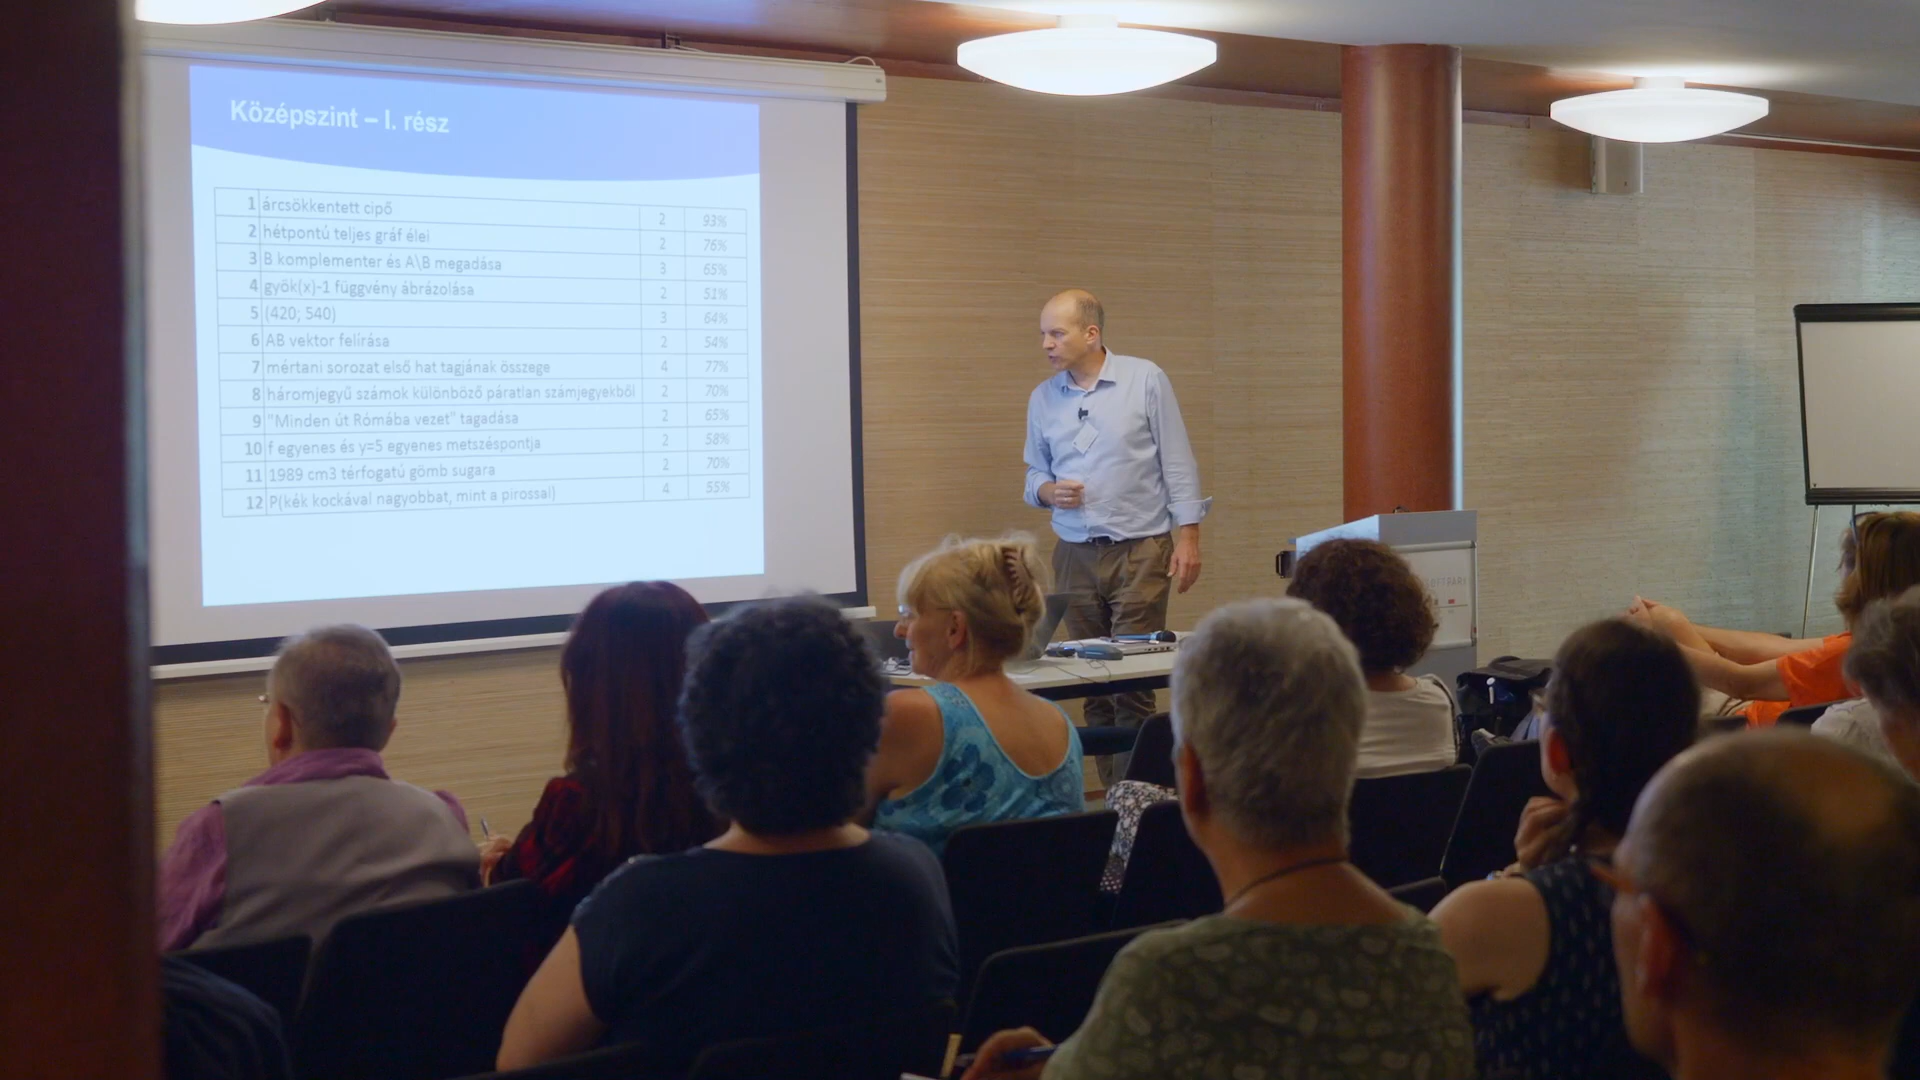 Középszint – I. rész
1 árcsökkentett cipő 2 93%
2 hétpontú teljes gráf élei 2 76%
3 B komplementer és A\B megadása 3 65%
4 gyök(x)-1 függvény ábrázolása 2 51%
5 (420; 540) 3 64%
6 AB vektor felírása 2 54%
7 mértani sorozat első hat tagjának összege 4 77%
8 háromjegyű számok különböző páratlan számjegyekből 2 70%
9 "Minden út Rómába vezet" tagadása 2 65%
10 f egyenes és y=5 egyenes metszéspontja 2 58%
11 1989 cm3 térfogatú gömb sugara 2 70%
12 P(kék kockával nagyobbat, mint a pirossal) 4 55%